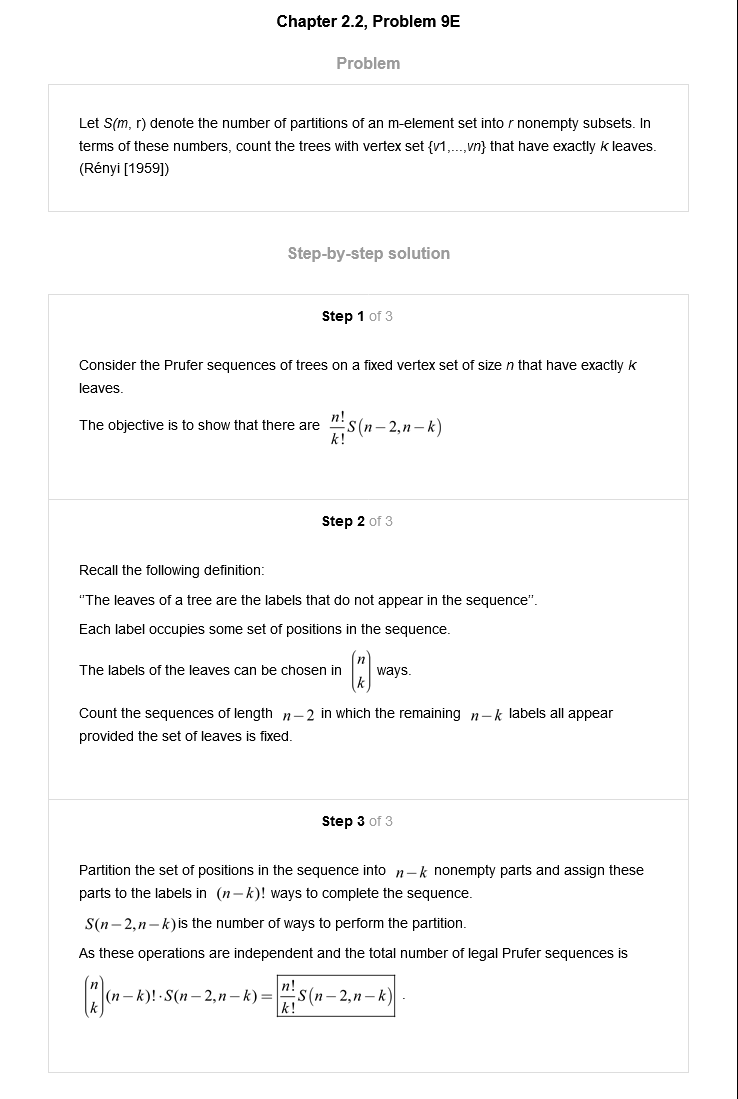 Chapter 2.2, Problem 9E
Problem
Let S(m, r) denote the number of partitions of an m-element set into r nonempty subsets. In
terms of these numbers, count the trees with vertex set {v1,...,vn} that have exactly k leaves.
(Rényi [1959])
Step-by-step solution
Step 1 of 3
Consider the Prufer sequences of trees on a fixed vertex set of size n that have exactly k
leaves.
The objective is to show that there are n!/k! S(n−2,n−k)
Step 2 of 3
Recall the following definition:
“The leaves of a tree are the labels that do not appear in the sequence”.
Each label occupies some set of positions in the sequence.
The labels of the leaves can be chosen in (n k) ways.
Count the sequences of length n−2 in which the remaining n−k labels all appear
provided the set of leaves is fixed.
Step 3 of 3
Partition the set of positions in the sequence into n−k nonempty parts and assign these
parts to the labels in (n−k)! ways to complete the sequence.
S(n−2,n−k)is the number of ways to perform the partition.
As these operations are independent and the total number of legal Prufer sequences is
(n k)(n−k)!·S(n−2,n−k)= n!/k! S(n−2,n−k) .